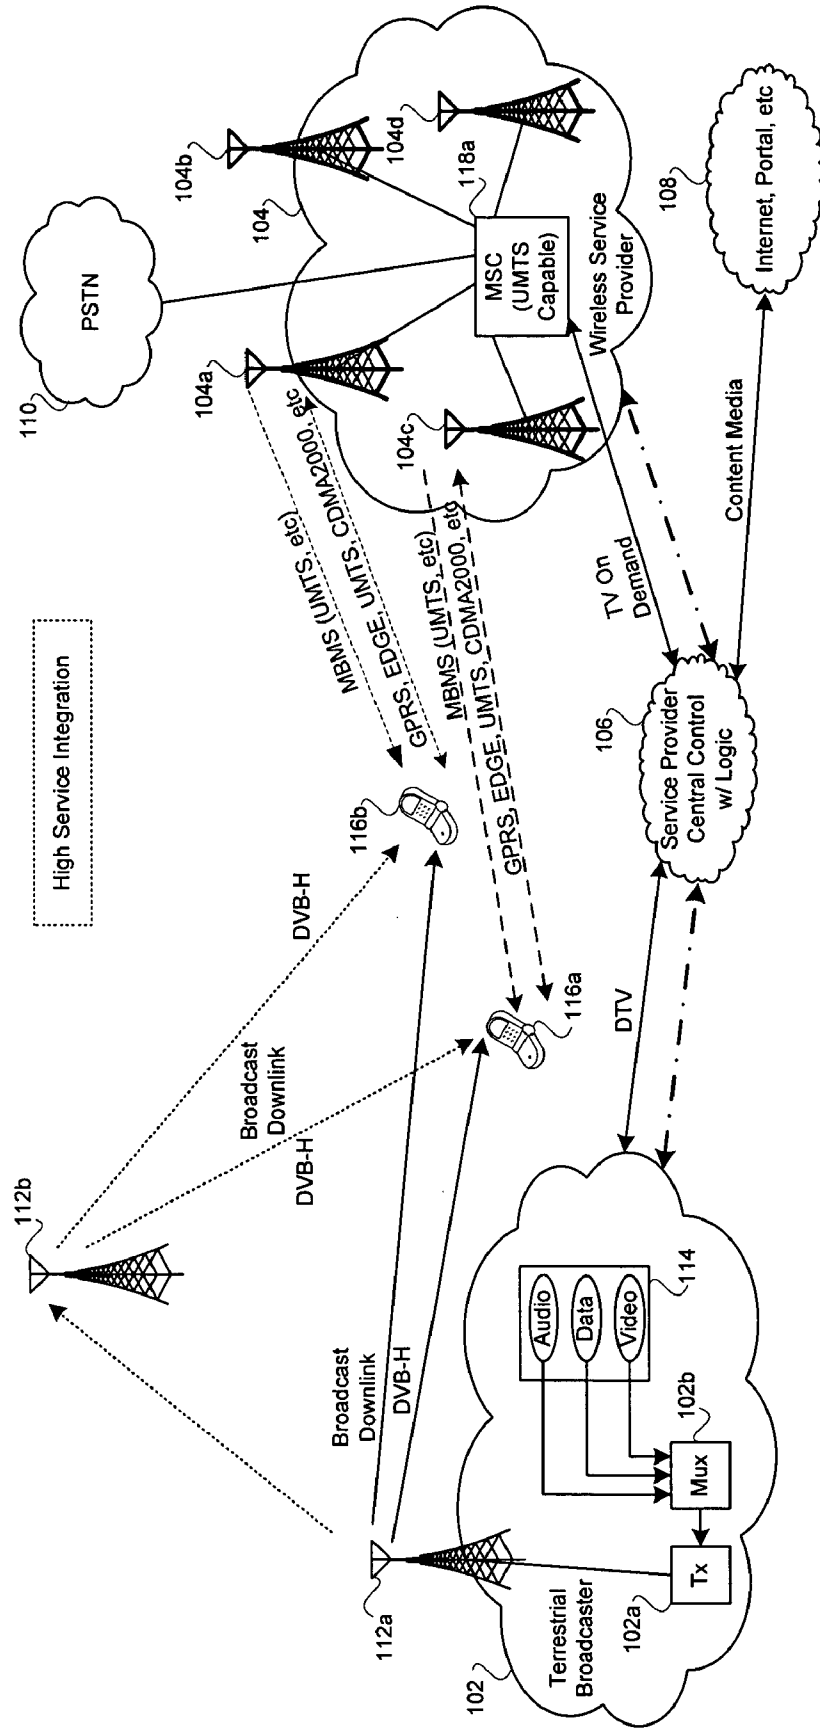 High Service Integration
110
PSTN
104b
104
104a
104d
118a
MSC
(UMTS
Capable)
104c
Wireless Service
Provider
108
Internet, Portal, etc
MBMS (UMTS, etc)
GPRS, EDGE, UMTS, CDMA2000, etc
MBMS (UMTS, etc)
GPRS, EDGE, UMTS, CDMA2000, etc
TV On
Demand
Content Media
106
Service Provider
Central Control
w/ Logic
116b
116a
112b
DVB-H
Broadcast
Downlink
DVB-H
Broadcast
Downlink
DVB-H
DTV
112a
102
Terrestrial
Broadcaster
102a
Tx
102b
Mux
114
Audio
Data
Video